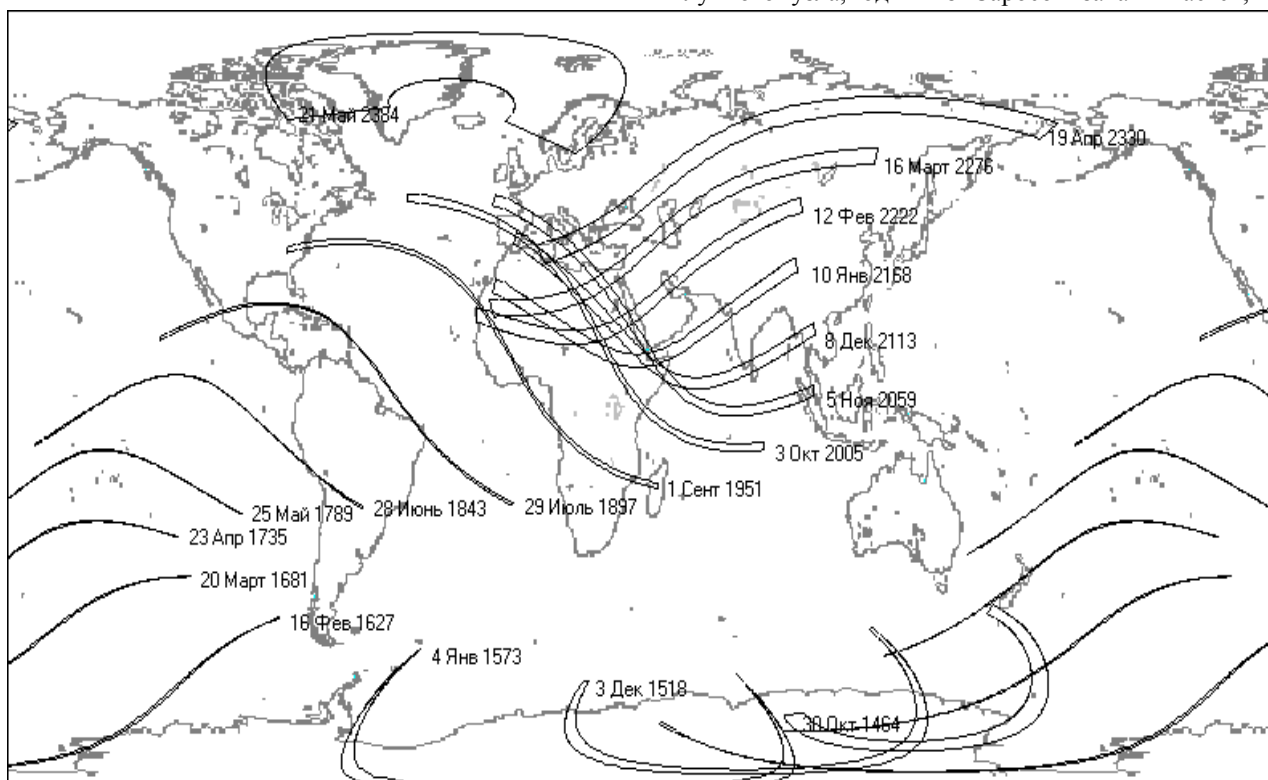 21 Май 2384
19 Апр 2330
16 Март 2276
12 Фев 2222
10 Янв 2168
8 Дек 2113
5 Ноя 2059
3 Окт 2005
1 Сент 1951
29 Июль 1897
28 Июнь 1843
25 Май 1789
23 Апр 1735
20 Март 1681
16 Фев 1627
4 Янв 1573
3 Дек 1518
30 Окт 1464